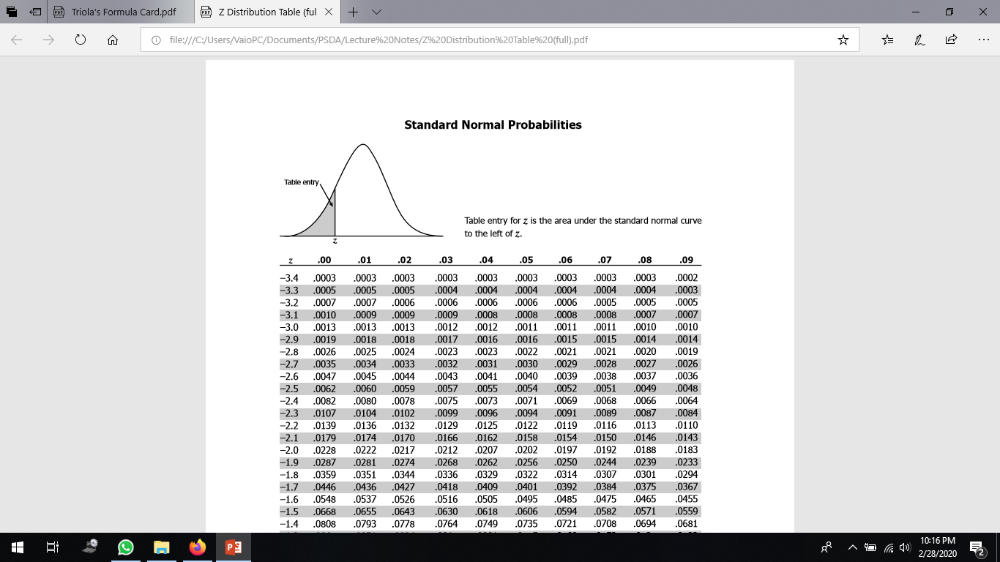 Triola's Formula Card.pdf
Z Distribution Table (ful
file:///C:/Users/VaioPC/Documents/PSDA/Lecture%20Notes/Z%20Distribution%20Table%20(full).pdf
Standard Normal Probabilities
Table entry
z
Table entry for z is the area under the standard normal curve
to the left of z.
z .00 .01 .02 .03 .04 .05 .06 .07 .08 .09
−3.4 .0003 .0003 .0003 .0003 .0003 .0003 .0003 .0003 .0003 .0002
−3.3 .0005 .0005 .0005 .0004 .0004 .0004 .0004 .0004 .0004 .0003
−3.2 .0007 .0007 .0006 .0006 .0006 .0006 .0006 .0005 .0005 .0005
−3.1 .0010 .0009 .0009 .0009 .0008 .0008 .0008 .0008 .0007 .0007
−3.0 .0013 .0013 .0013 .0012 .0012 .0011 .0011 .0011 .0010 .0010
−2.9 .0019 .0018 .0018 .0017 .0016 .0016 .0015 .0015 .0014 .0014
−2.8 .0026 .0025 .0024 .0023 .0023 .0022 .0021 .0021 .0020 .0019
−2.7 .0035 .0034 .0033 .0032 .0031 .0030 .0029 .0028 .0027 .0026
−2.6 .0047 .0045 .0044 .0043 .0041 .0040 .0039 .0038 .0037 .0036
−2.5 .0062 .0060 .0059 .0057 .0055 .0054 .0052 .0051 .0049 .0048
−2.4 .0082 .0080 .0078 .0075 .0073 .0071 .0069 .0068 .0066 .0064
−2.3 .0107 .0104 .0102 .0099 .0096 .0094 .0091 .0089 .0087 .0084
−2.2 .0139 .0136 .0132 .0129 .0125 .0122 .0119 .0116 .0113 .0110
−2.1 .0179 .0174 .0170 .0166 .0162 .0158 .0154 .0150 .0146 .0143
−2.0 .0228 .0222 .0217 .0212 .0207 .0202 .0197 .0192 .0188 .0183
−1.9 .0287 .0281 .0274 .0268 .0262 .0256 .0250 .0244 .0239 .0233
−1.8 .0359 .0351 .0344 .0336 .0329 .0322 .0314 .0307 .0301 .0294
−1.7 .0446 .0436 .0427 .0418 .0409 .0401 .0392 .0384 .0375 .0367
−1.6 .0548 .0537 .0526 .0516 .0505 .0495 .0485 .0475 .0465 .0455
−1.5 .0668 .0655 .0643 .0630 .0618 .0606 .0594 .0582 .0571 .0559
−1.4 .0808 .0793 .0778 .0764 .0749 .0735 .0721 .0708 .0694 .0681
10:16 PM
2/28/2020
2